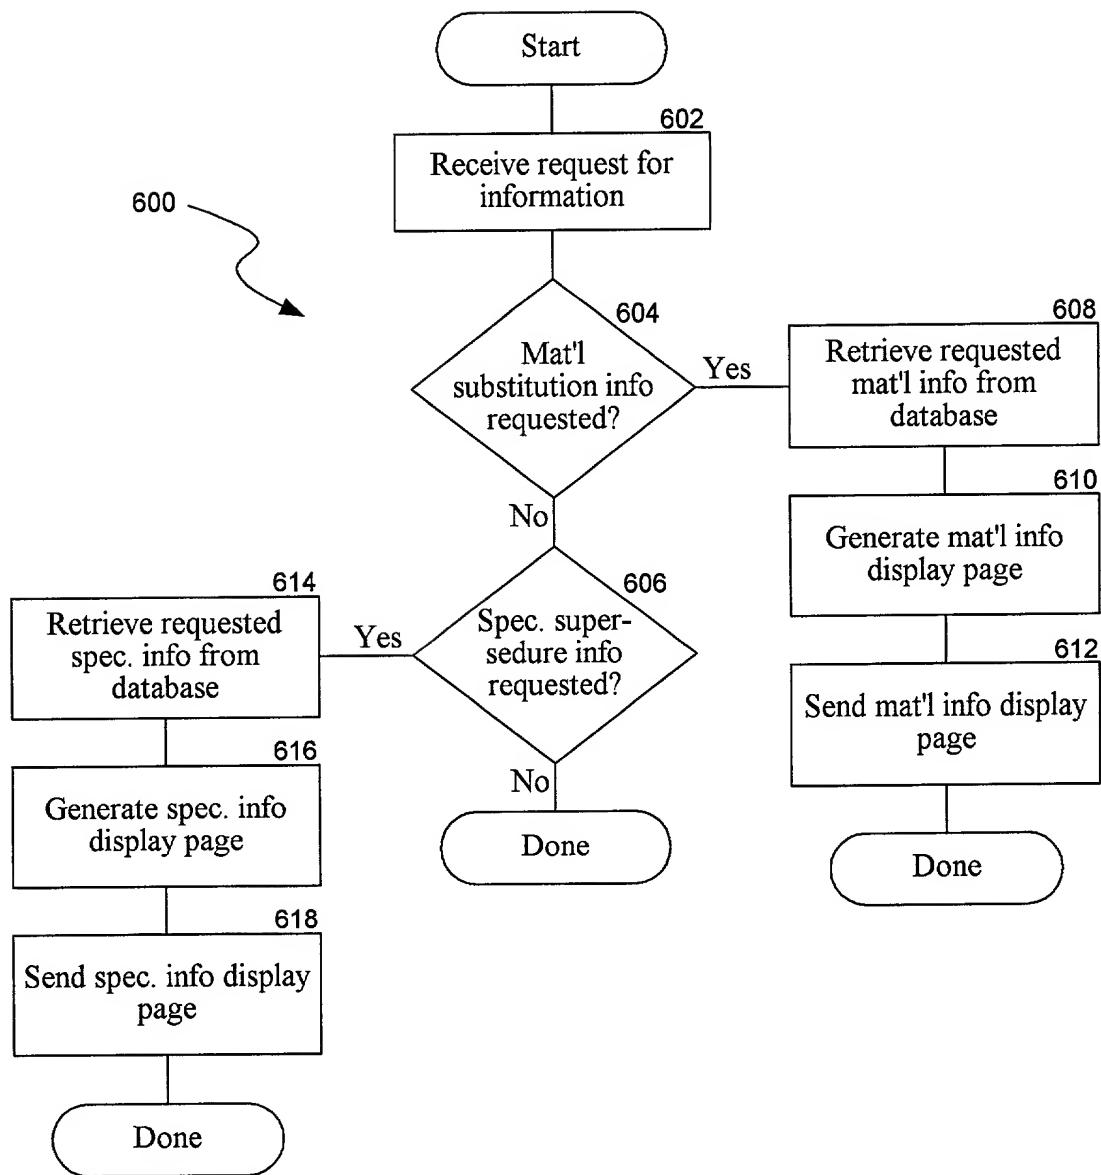 Start
602
Receive request for
information
600
604
Mat'l
substitution info
requested?
Yes
608
Retrieve requested
mat'l info from
database
610
Generate mat'l info
display page
612
Send mat'l info display
page
Done
No
606
Spec. super-
sedure info
requested?
Yes
614
Retrieve requested
spec. info from
database
616
Generate spec. info
display page
618
Send spec. info display
page
Done
No
Done